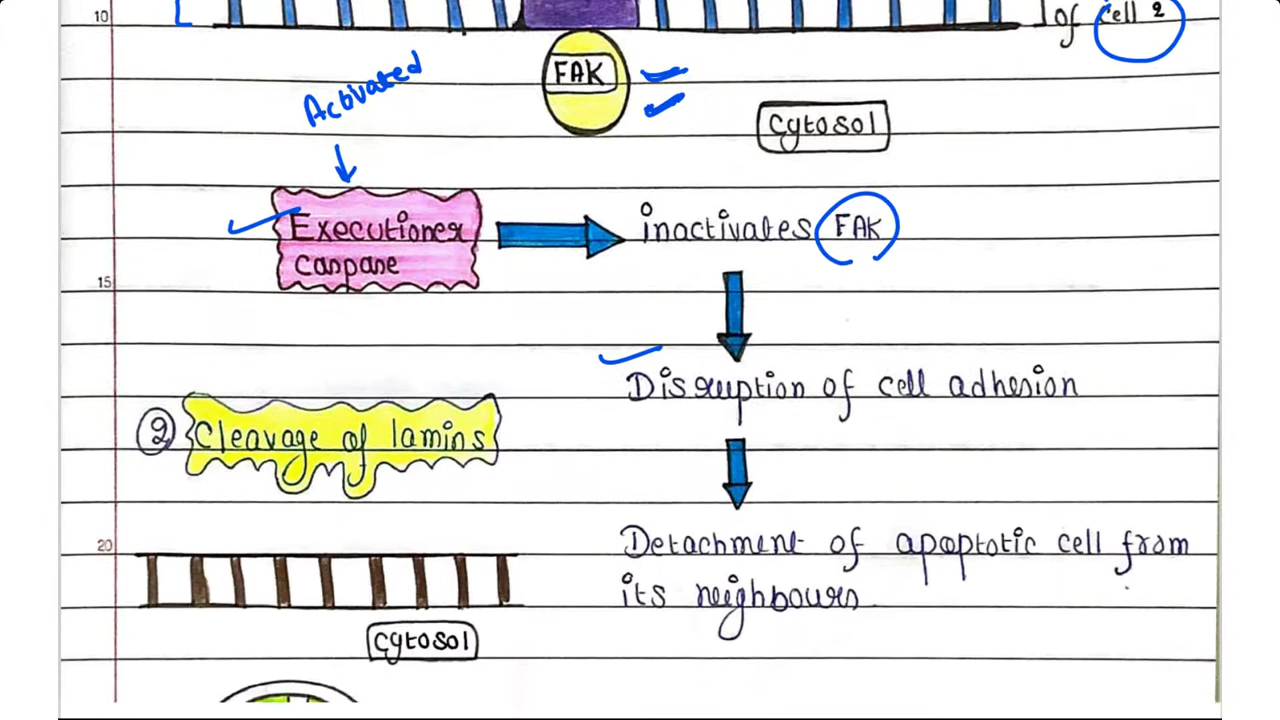 10
of cell 2
FAK
Activated
cytosol
Executioner
caspase
inactivates FAK
15
Disruption of cell adhesion
② Cleavage of lamins
20
Detachment of apoptotic cell from
its neighbours
cytosol